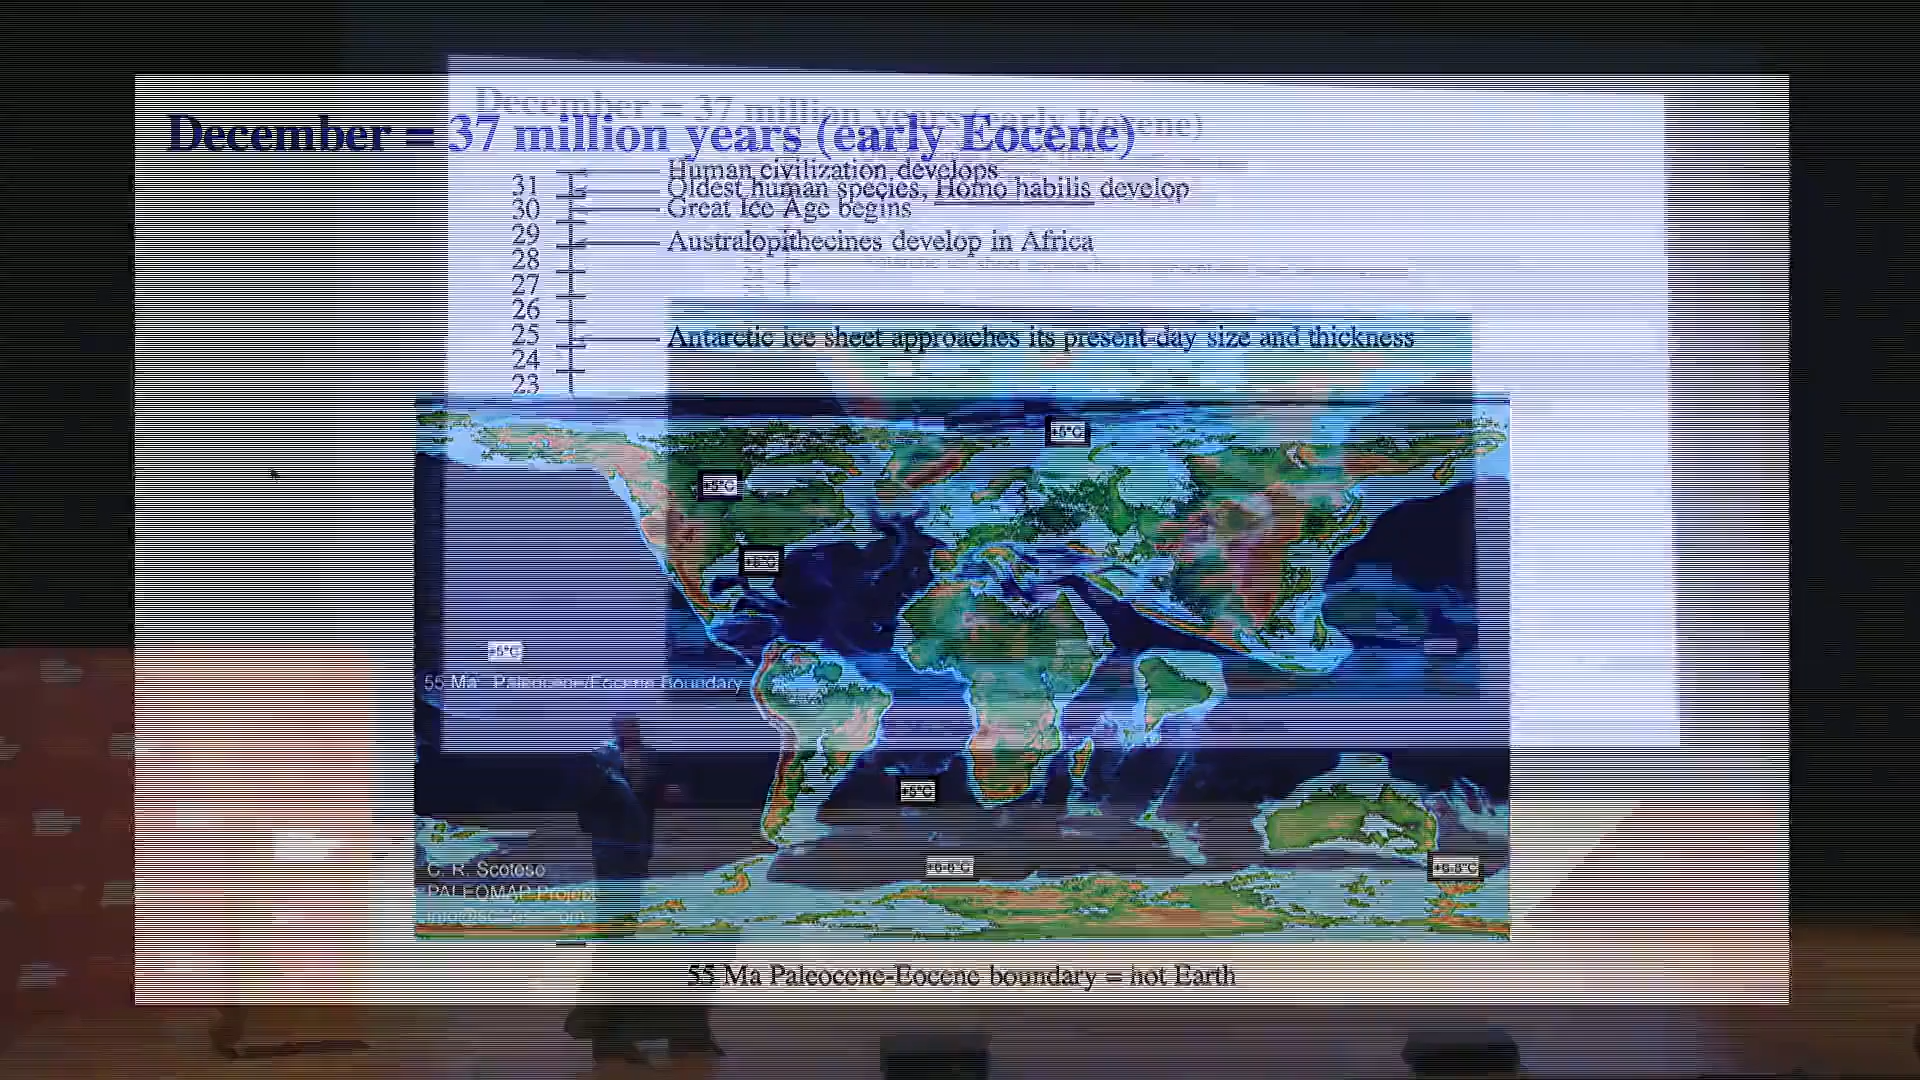 December = 37 million years (early Eocene)
31
Human civilization develops
Oldest human species, Homo habilis develop
30
Great Ice Age begins
29
Australopithecines develop in Africa
28
27
26
25
Antarctic ice sheet approaches its present-day size and thickness
24
23
+5°C
+5°C
+5°C
+5°C
55 Ma Paleocene/Eocene Boundary
+5°C
+6-8°C
+6-8°C
C. R. Scotese
PALEOMAP Project
55 Ma Paleocene-Eocene boundary = hot Earth